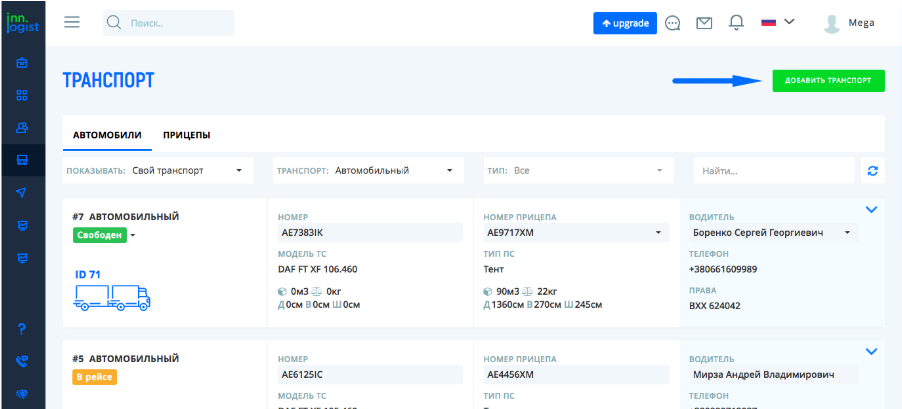 inn.
logist
Поиск..
upgrade
Mega
ТРАНСПОРТ
ДОБАВИТЬ ТРАНСПОРТ
АВТОМОБИЛИ ПРИЦЕПЫ
ПОКАЗЫВАТЬ: Свой транспорт
ТРАНСПОРТ: Автомобильный
ТИП: Все
Найти...
#7 АВТОМОБИЛЬНЫЙ
Свободен
ID 71
НОМЕР
AE7383IK
МОДЕЛЬ ТС
DAF FT XF 106.460
0м3 0кг
Д 0см В 0см Ш 0см
НОМЕР ПРИЦЕПА
AE9717XM
ТИП ПС
Тент
90м3 22кг
Д 1360см В 270см Ш 245см
ВОДИТЕЛЬ
Боренко Сергей Георгиевич
ТЕЛЕФОН
+380661609989
ПРАВА
BXX 624042
#5 АВТОМОБИЛЬНЫЙ
В рейсе
НОМЕР
AE6125IC
МОДЕЛЬ ТС
НОМЕР ПРИЦЕПА
AE4456XM
ТИП ПС
ВОДИТЕЛЬ
Мирза Андрей Владимирович
ТЕЛЕФОН